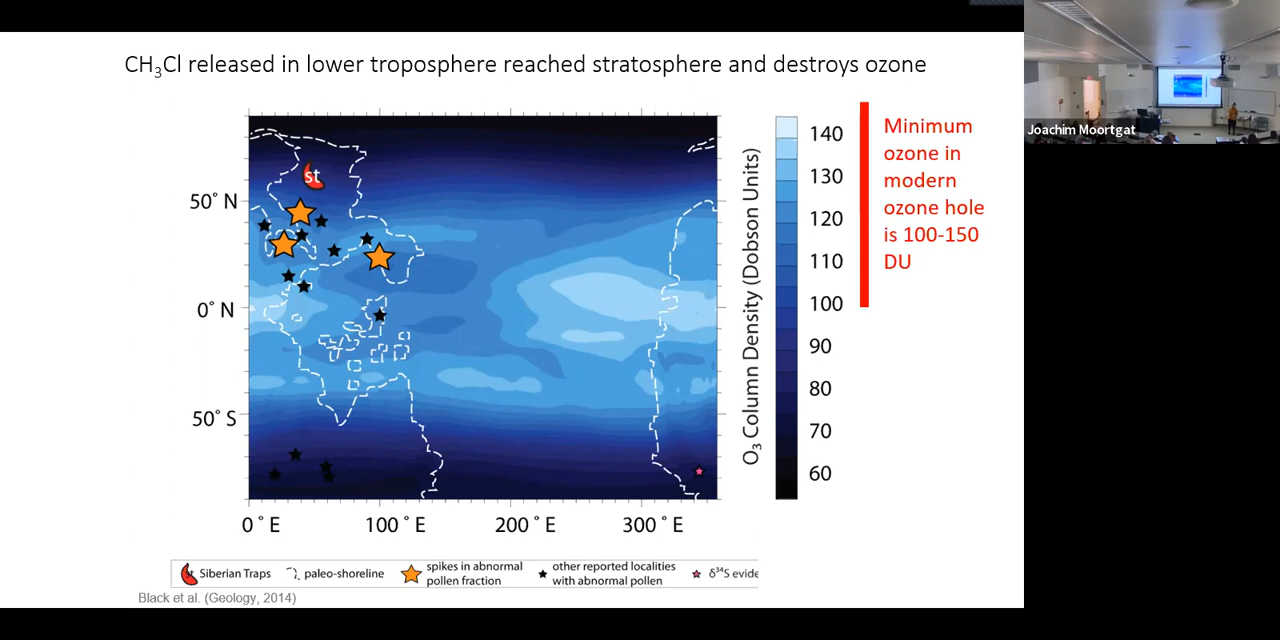 CH₃Cl released in lower troposphere reached stratosphere and destroys ozone
Joachim Moortgat
st
50° N
0° N
50° S
0° E
100° E
200° E
300° E
O₃ Column Density (Dobson Units)
140
130
120
110
100
90
80
70
60
Minimum
ozone in
modern
ozone hole
is 100-150
DU
st Siberian Traps
paleo-shoreline
spikes in abnormal
pollen fraction
other reported localities
with abnormal pollen
δ³⁴S evide
Black et al. (Geology, 2014)